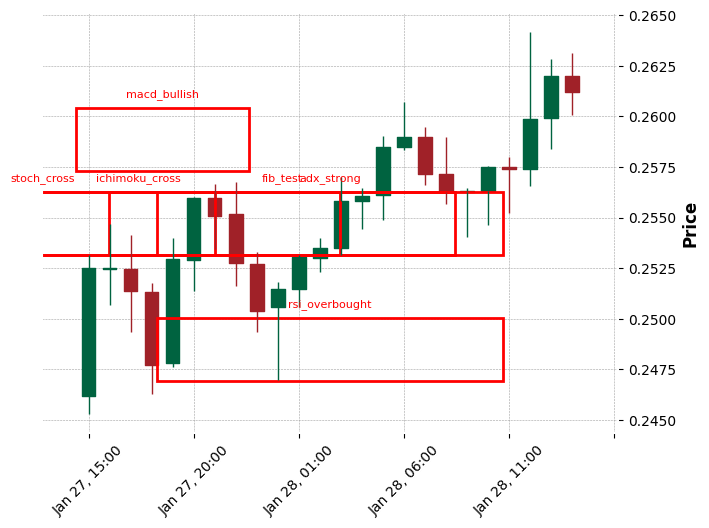 0.2650
0.2625
0.2600
0.2575
0.2550
0.2525
0.2500
0.2475
0.2450
Price
macd_bullish
stoch_cross
ichimoku_cross
fib_test
adx_strong
rsi_overbought
Jan 27, 15:00
Jan 27, 20:00
Jan 28, 01:00
Jan 28, 06:00
Jan 28, 11:00